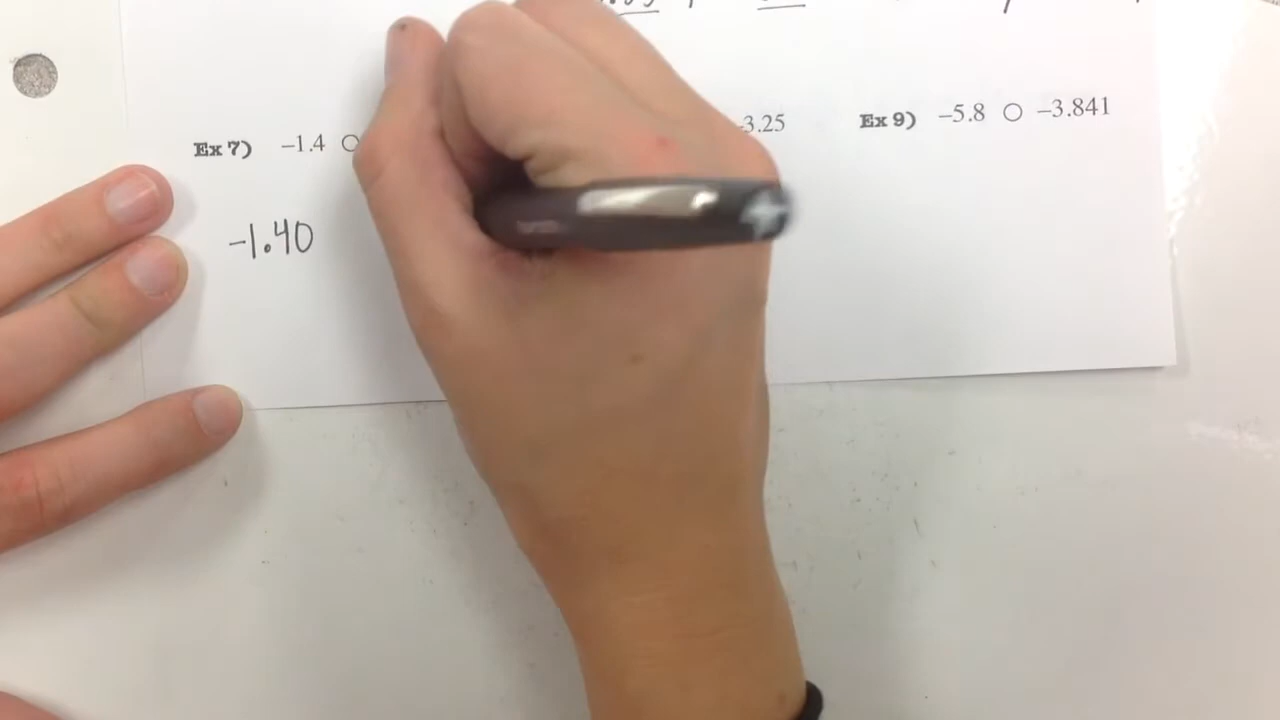 Ex 7) –1.4 ○
–3.25
Ex 9) –5.8 ○ –3.841
-1.40